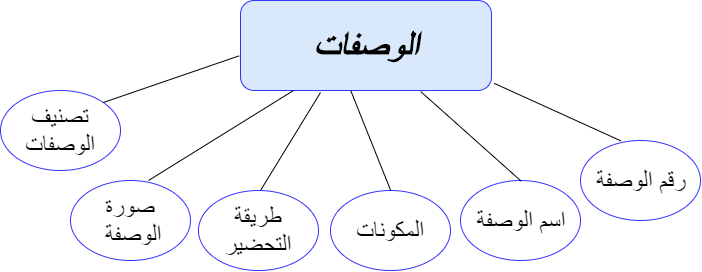 الوصفات
رقم الوصفة
اسم الوصفة
المكونات
طريقة
التحضير
صورة
الوصفة
تصنيف
الوصفات